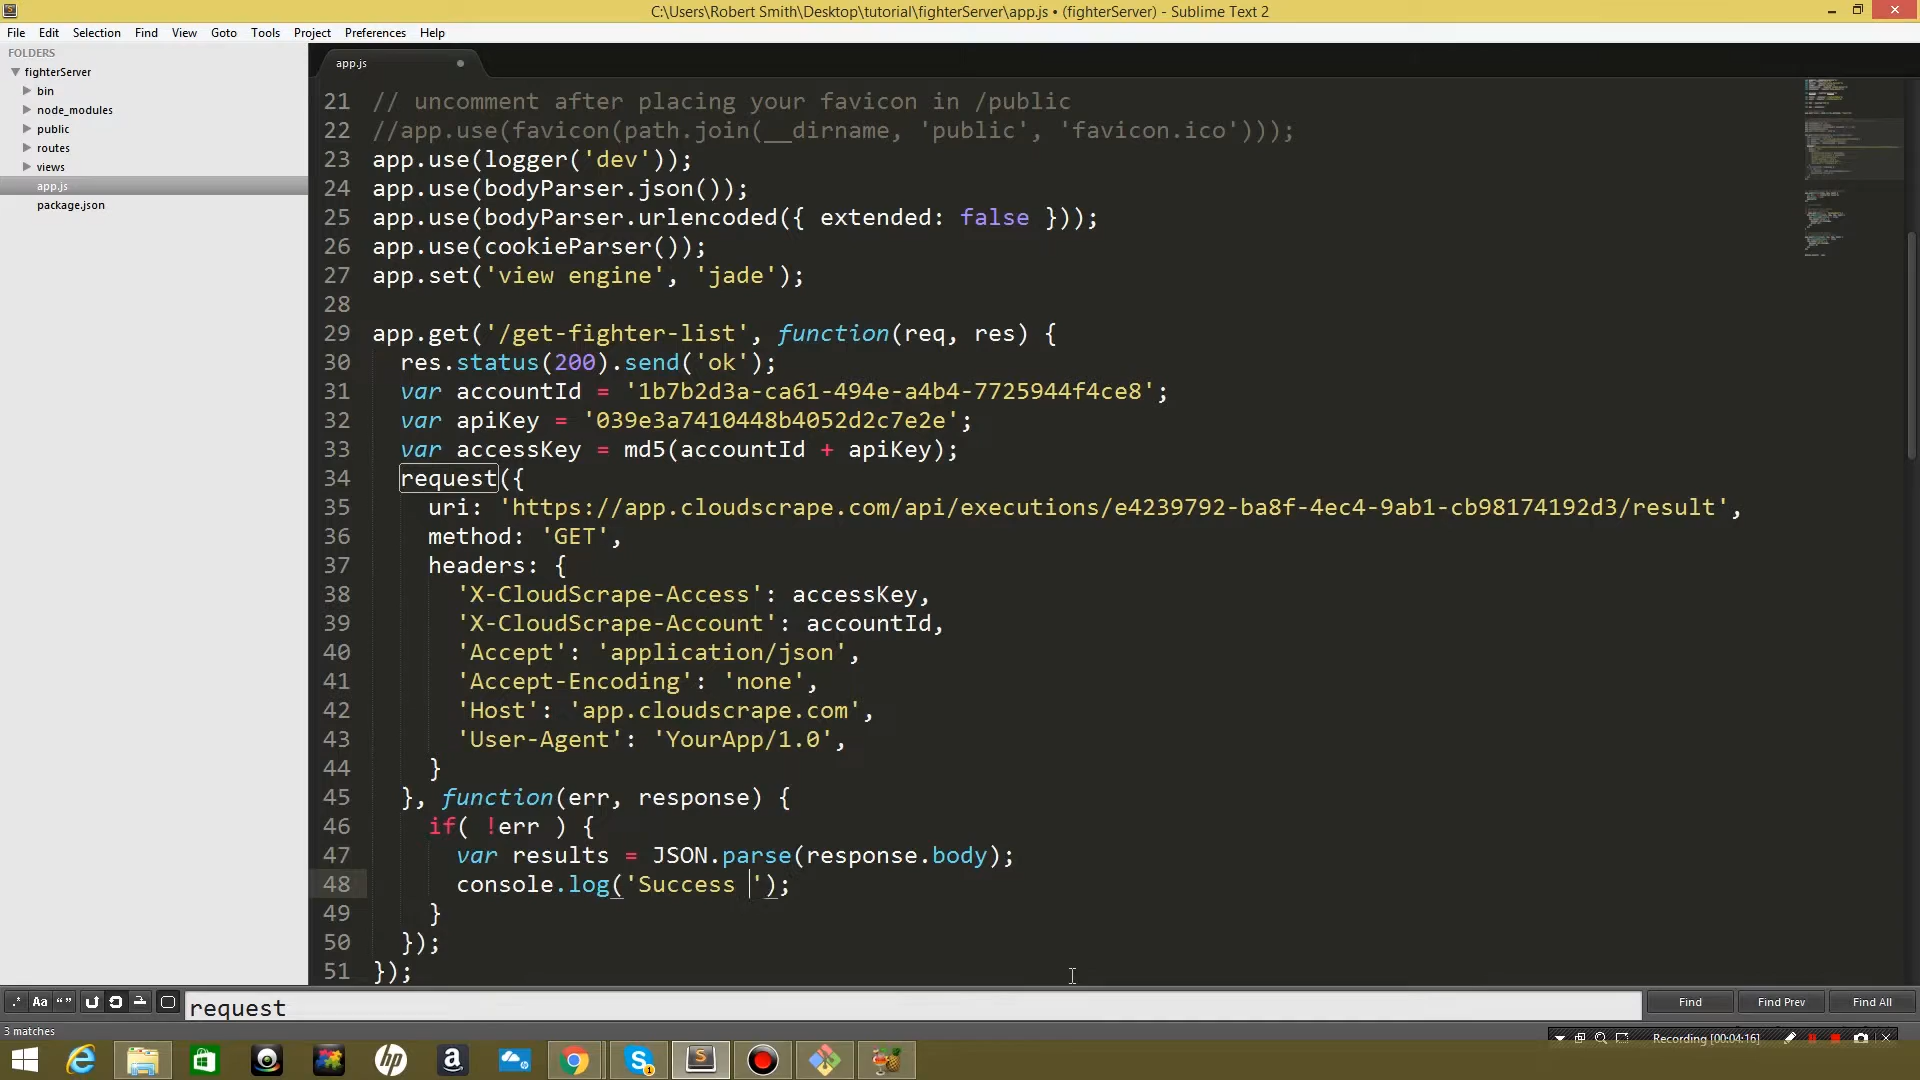 C:\Users\Robert Smith\Desktop\tutorial\fighterServer\app.js • (fighterServer) - Sublime Text 2
File Edit Selection Find View Goto Tools Project Preferences Help
FOLDERS
fighterServer
bin
node_modules
public
routes
views
app.js
package.json
app.js
21 // uncomment after placing your favicon in /public
22 //app.use(favicon(path.join(__dirname, 'public', 'favicon.ico')));
23 app.use(logger('dev'));
24 app.use(bodyParser.json());
25 app.use(bodyParser.urlencoded({ extended: false }));
26 app.use(cookieParser());
27 app.set('view engine', 'jade');
28
29 app.get('/get-fighter-list', function(req, res) {
30 res.status(200).send('ok');
31 var accountId = '1b7b2d3a-ca61-494e-a4b4-7725944f4ce8';
32 var apiKey = '039e3a7410448b4052d2c7e2e';
33 var accessKey = md5(accountId + apiKey);
34 request({
35 uri: 'https://app.cloudscrape.com/api/executions/e4239792-ba8f-4ec4-9ab1-cb98174192d3/result',
36 method: 'GET',
37 headers: {
38 'X-CloudScrape-Access': accessKey,
39 'X-CloudScrape-Account': accountId,
40 'Accept': 'application/json',
41 'Accept-Encoding': 'none',
42 'Host': 'app.cloudscrape.com',
43 'User-Agent': 'YourApp/1.0',
44 }
45 }, function(err, response) {
46 if( !err ) {
47 var results = JSON.parse(response.body);
48 console.log('Success ');
49 }
50 });
51 });
.* Aa “” request Find Find Prev Find All
3 matches
Recording [00:04:16]